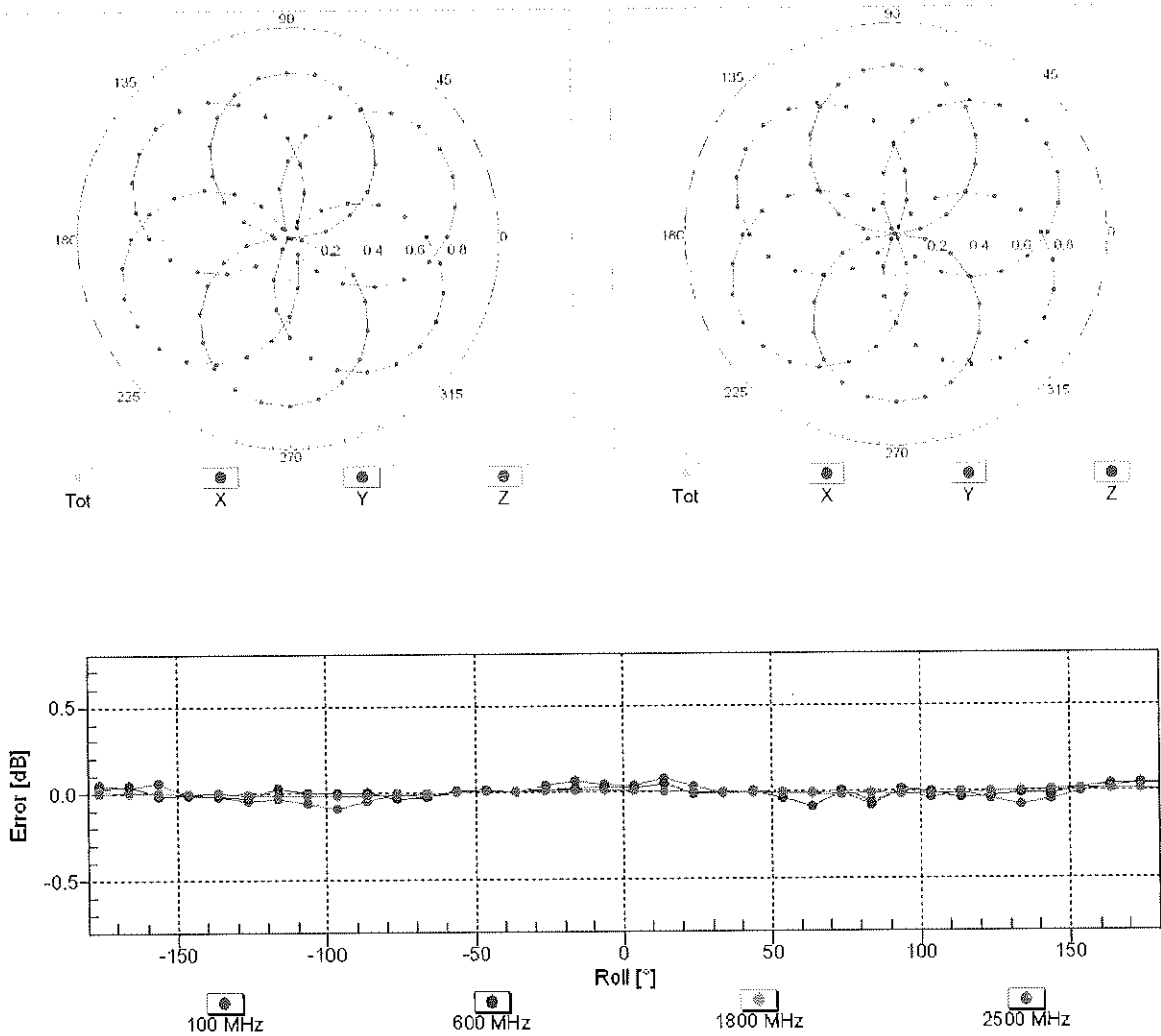 90 93
135 45 135 45
180 0.2 0.4 0.6 0.8 0 180 0.2 0.4 0.6 0.8 0
225 315 225 315
270 270
Tot X Y Z Tot X Y Z
0.5
0.0
-0.5
Error [dB]
-150 -100 -50 0 50 100 150
Roll [°]
100 MHz 600 MHz 1800 MHz 2500 MHz